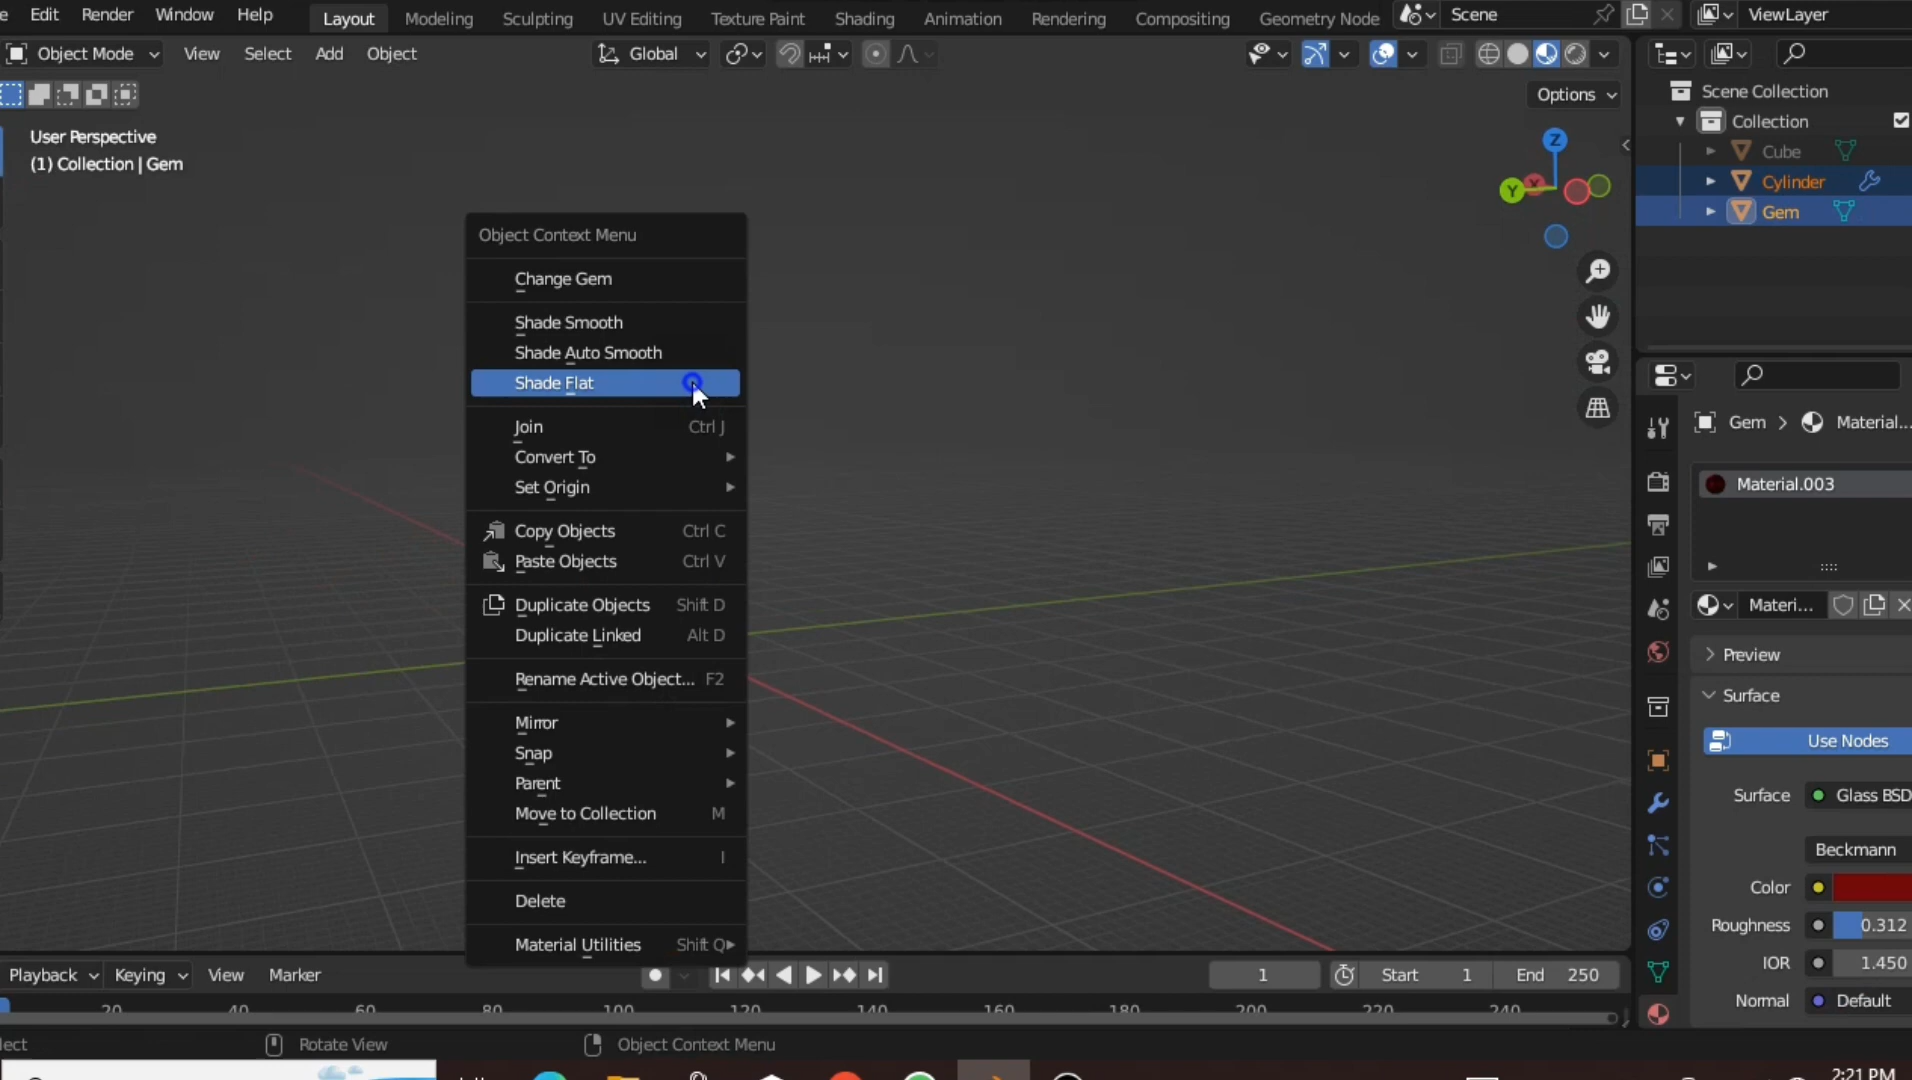 Edit Render Window Help Layout Modeling Sculpting UV Editing Texture Paint Shading Animation Rendering Compositing Geometry Node Scene ViewLayer
Object Mode View Select Add Object Global
Options
User Perspective
(1) Collection | Gem
Z
Y
X
Scene Collection
Collection
Cube
Cylinder
Gem
Object Context Menu
Change Gem
Shade Smooth
Shade Auto Smooth
Shade Flat
Join Ctrl J
Convert To
Set Origin
Copy Objects Ctrl C
Paste Objects Ctrl V
Duplicate Objects Shift D
Duplicate Linked Alt D
Rename Active Object... F2
Mirror
Snap
Parent
Move to Collection M
Insert Keyframe... I
Delete
Material Utilities Shift Q
Gem > Material...
Material.003
Materi...
Preview
Surface
Use Nodes
Surface Glass BSD
Beckmann
Color
Roughness 0.312
IOR 1.450
Normal Default
Playback Keying View Marker 1 Start 1 End 250
20 40 60 80 100 120 140 160 180 200 220 240
lect Rotate View Object Context Menu
2:21 PM